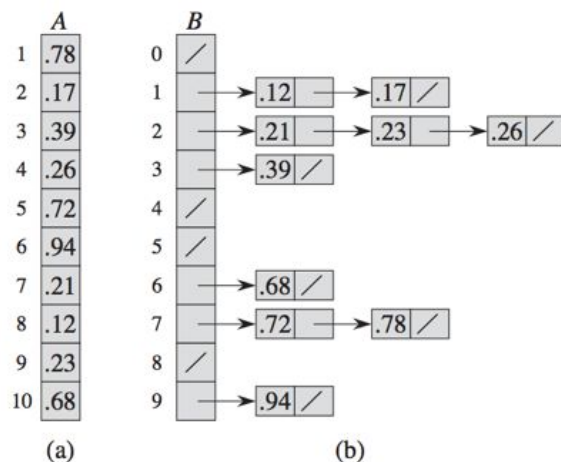 A B
1 .78 0 /
2 .17 1 .12 .17 /
3 .39 2 .21 .23 .26 /
4 .26 3 .39 /
5 .72 4 /
6 .94 5 /
7 .21 6 .68 /
8 .12 7 .72 .78 /
9 .23 8 /
10 .68 9 .94 /
(a) (b)